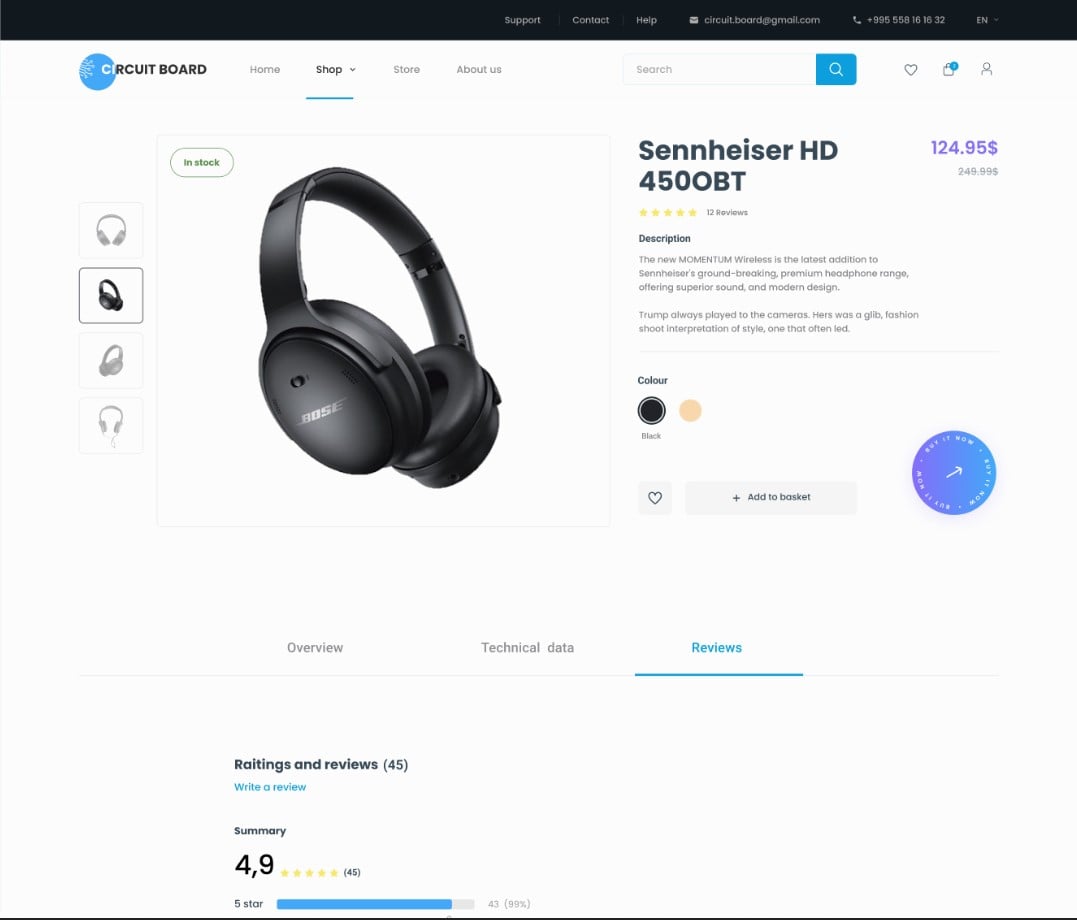 Support
Contact
Help
circuit.board@gmail.com
+995 558 16 16 32
EN
CIRCUIT BOARD
Home
Shop
Store
About us
Search
In stock
BOSE
Sennheiser HD
450OBT
124.95$
249.99$
12 Reviews
Description
The new MOMENTUM Wireless is the latest addition to
Sennheiser's ground-breaking, premium headphone range,
offering superior sound, and modern design.
Trump always played to the cameras. Hers was a glib, fashion
shoot interpretation of style, one that often led.
Colour
Black
Add to basket
BUY IT NOW • BUY IT NOW • BUY IT NOW • BUY IT NOW •
Overview
Technical data
Reviews
Raitings and reviews (45)
Write a review
Summary
4,9
(45)
5 star
43 (99%)